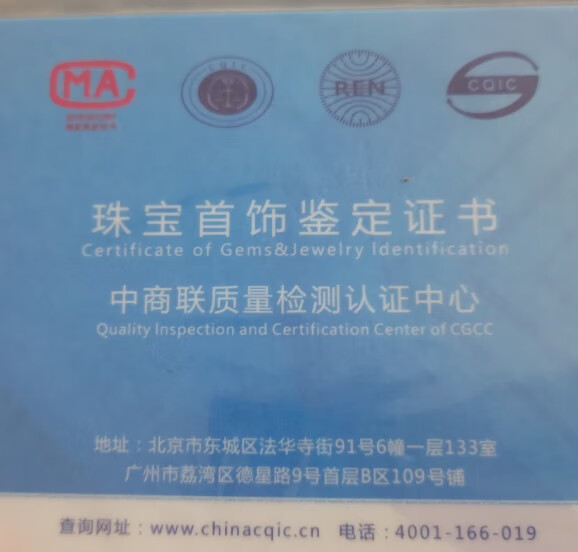 CMA
CQIC
REN
CQIC
珠宝首饰鉴定证书
Certificate of Gems&Jewelry Identification
中商联质量检测认证中心
Quality Inspection and Certification Center of CGCC
地址：北京市东城区法华寺街91号6幢一层133室
广州市荔湾区德星路9号首层B区109号铺
查询网址：www.chinacqic.cn 电话：4001-166-019